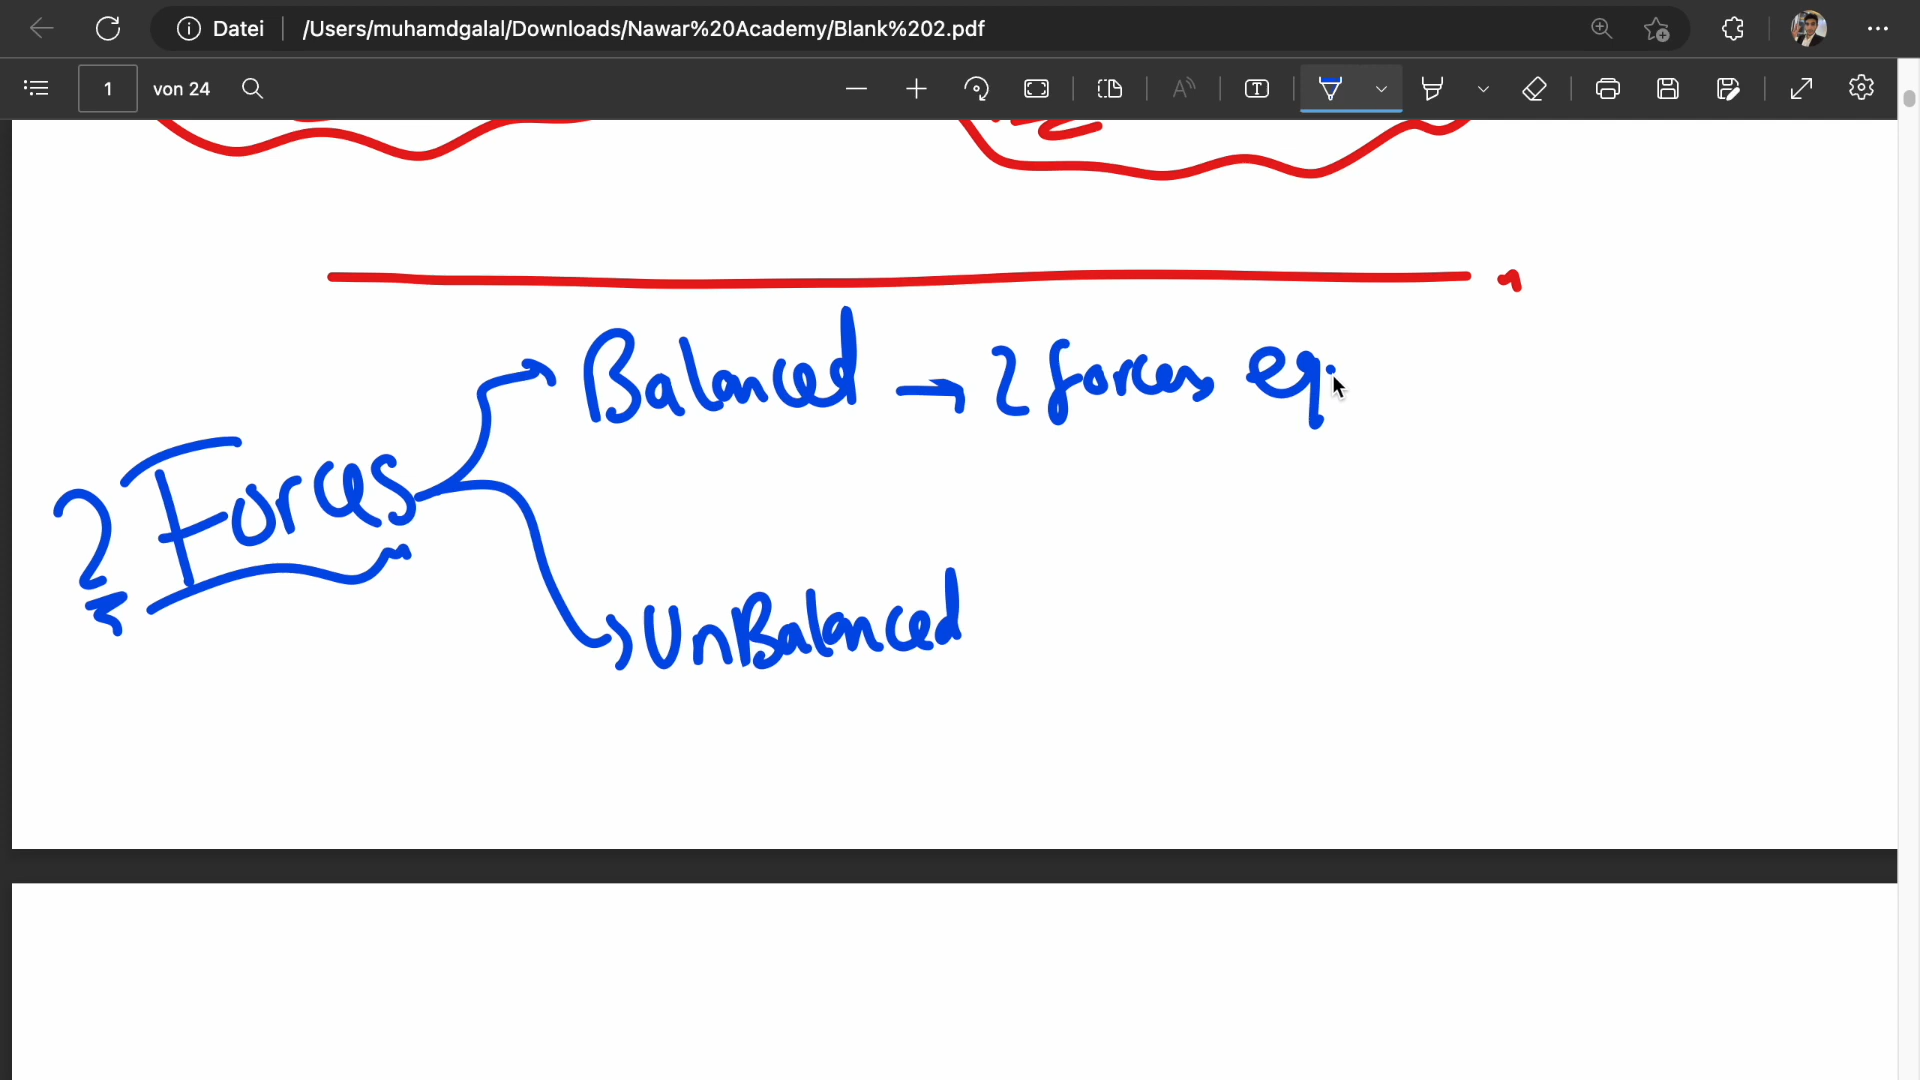 Datei /Users/muhamdgalal/Downloads/Nawar%20Academy/Blank%202.pdf
1 von 24
Balanced → 2 forces eq
2 Forces
UnBalanced